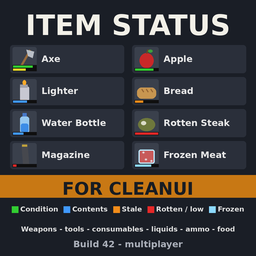 ITEM STATUS
Axe
Apple
Lighter
Bread
Water Bottle
Rotten Steak
Magazine
Frozen Meat
FOR CLEANUI
Condition Contents Stale Rotten / low Frozen
Weapons - tools - consumables - liquids - ammo - food
Build 42 - multiplayer